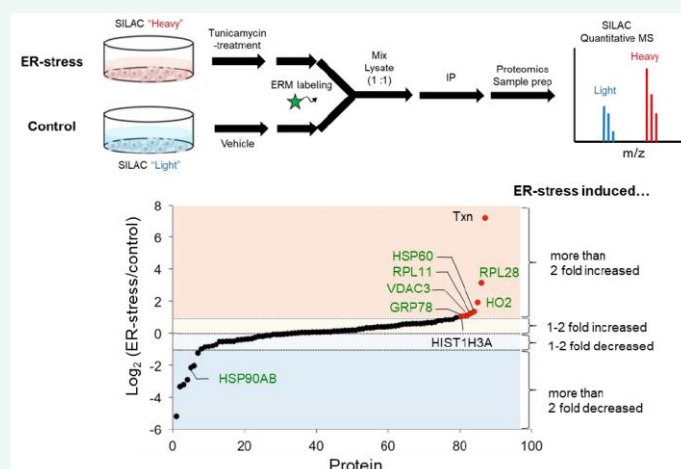 SILAC "Heavy"
Tunicamycin
-treatment
ER-stress
ERM labeling
Mix
Lysate
(1 :1)
IP
Proteomics
Sample prep
SILAC
Quantitative MS
Heavy
Light
m/z
Control
Vehicle
SILAC "Light"
ER-stress induced…
Log2 (ER-stress/control)
8
6
4
2
0
-2
-4
-6
0
20
40
60
80
100
Protein
Txn
HSP60
RPL11
VDAC3
GRP78
RPL28
HO2
HIST1H3A
HSP90AB
more than
2 fold increased
1-2 fold increased
1-2 fold decreased
more than
2 fold decreased